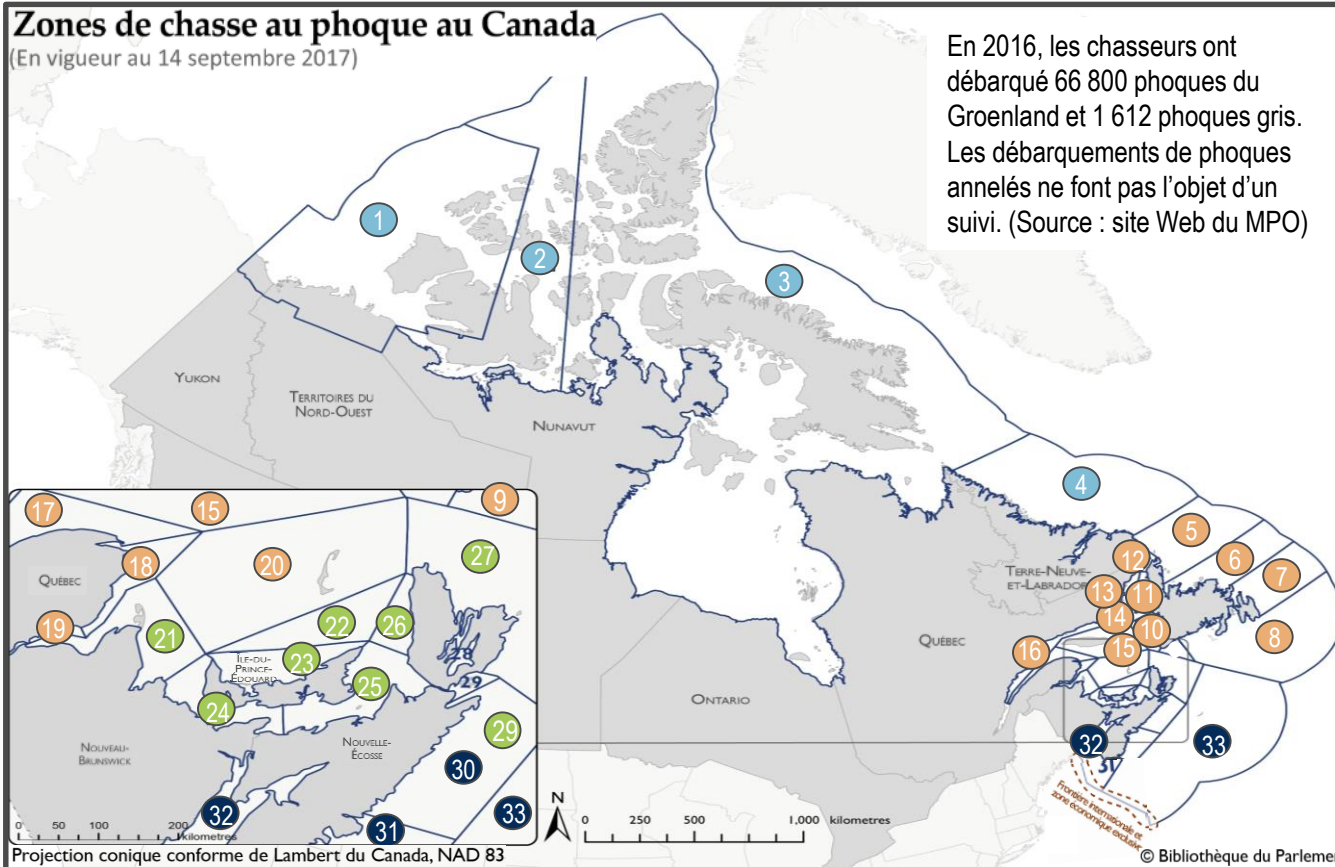 Zones de chasse au phoque au Canada
(En vigueur au 14 septembre 2017)
En 2016, les chasseurs ont
débarqué 66 800 phoques du
Groenland et 1 612 phoques gris.
Les débarquements de phoques
annelés ne font pas l'objet d'un
suivi. (Source : site Web du MPO)
1
2
3
YUKON
TERRITOIRES DU
NORD-OUEST
NUNAVUT
4
5
6
7
8
12
TERRE-NEUVE-
ET-LABRADOR
13
11
14
10
15
16
QUÉBEC
ONTARIO
32
33
31
Frontière internationale et
zone économique exclusive
17
15
9
18
20
27
QUÉBEC
19
21
22
26
23
ÎLE-DU-
PRINCE-
ÉDOUARD
28
25
29
24
29
NOUVEAU-
BRUNSWICK
NOUVELLE-
ÉCOSSE
30
32
31
33
0 50 100 200
kilometres
N
0 250 500 1,000 kilometres
Projection conique conforme de Lambert du Canada, NAD 83
© Bibliothèque du Parlemen